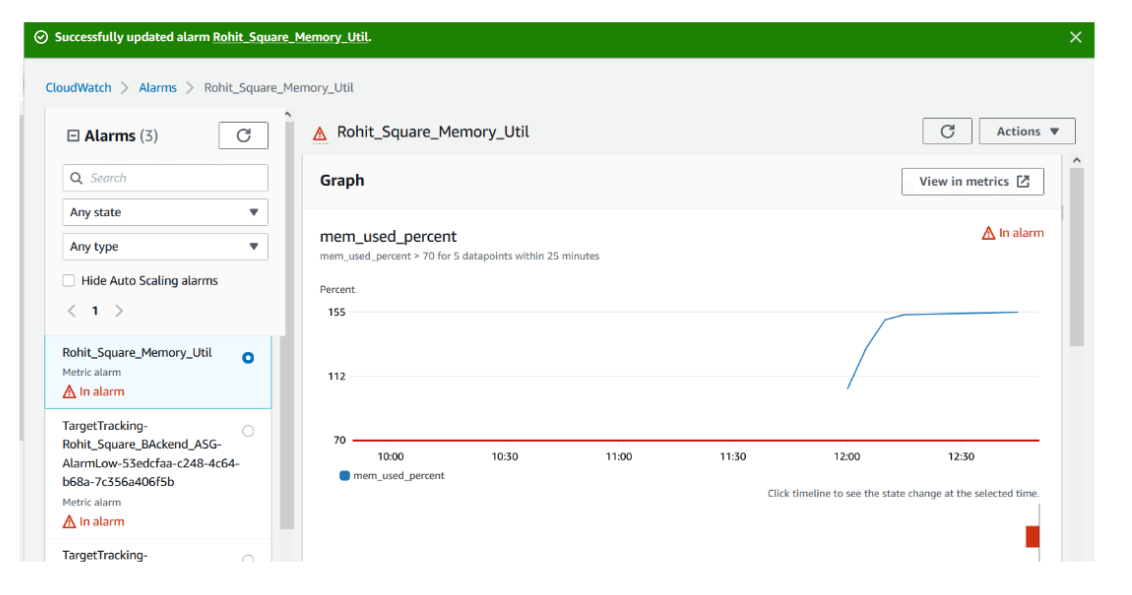 Successfully updated alarm Rohit_Square_Memory_Util.
CloudWatch > Alarms > Rohit_Square_Memory_Util
Alarms (3)
Search
Any state
Any type
Hide Auto Scaling alarms
< 1 >
Rohit_Square_Memory_Util
Metric alarm
In alarm
TargetTracking-
Rohit_Square_BAckend_ASG-
AlarmLow-53edcfaa-c248-4c64-
b68a-7c356a406f5b
Metric alarm
In alarm
TargetTracking-
Rohit_Square_Memory_Util
Actions
Graph
View in metrics
mem_used_percent
In alarm
mem_used_percent > 70 for 5 datapoints within 25 minutes
Percent
155
112
70
10:00 10:30 11:00 11:30 12:00 12:30
mem_used_percent
Click timeline to see the state change at the selected time.